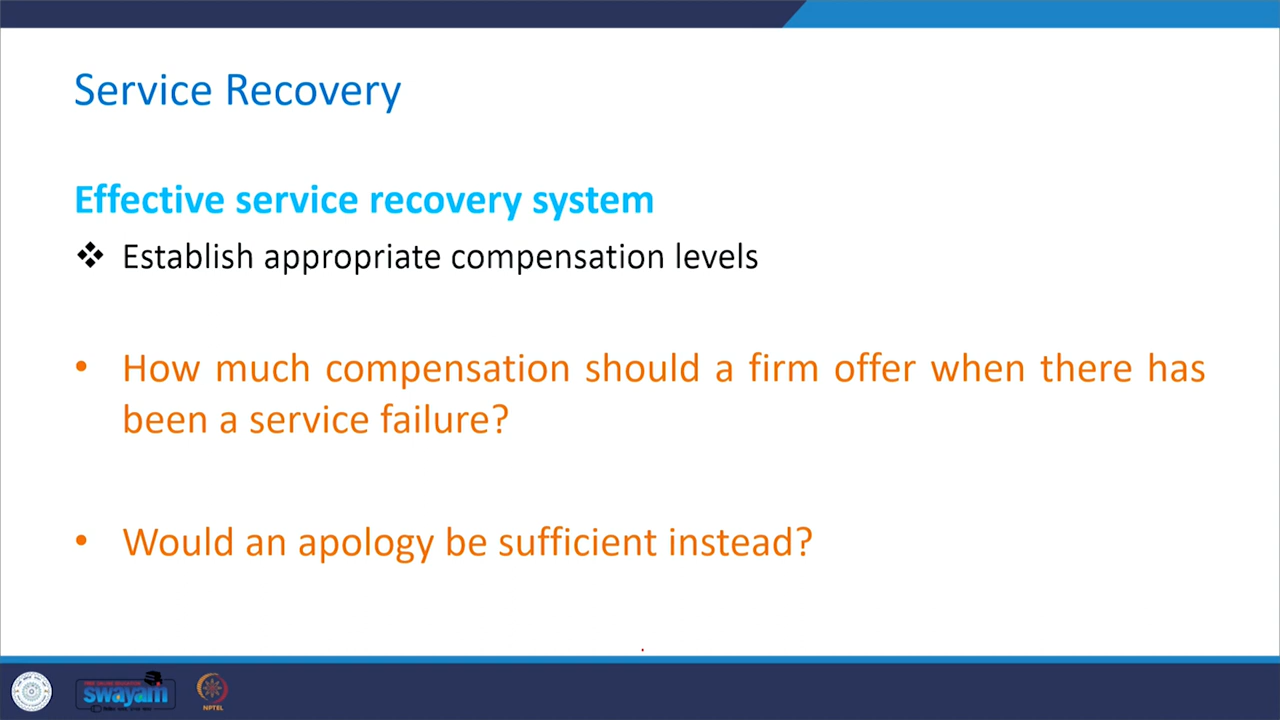 Service Recovery
Effective service recovery system
❖ Establish appropriate compensation levels
• How much compensation should a firm offer when there has
been a service failure?
• Would an apology be sufficient instead?
swayam
NPTEL